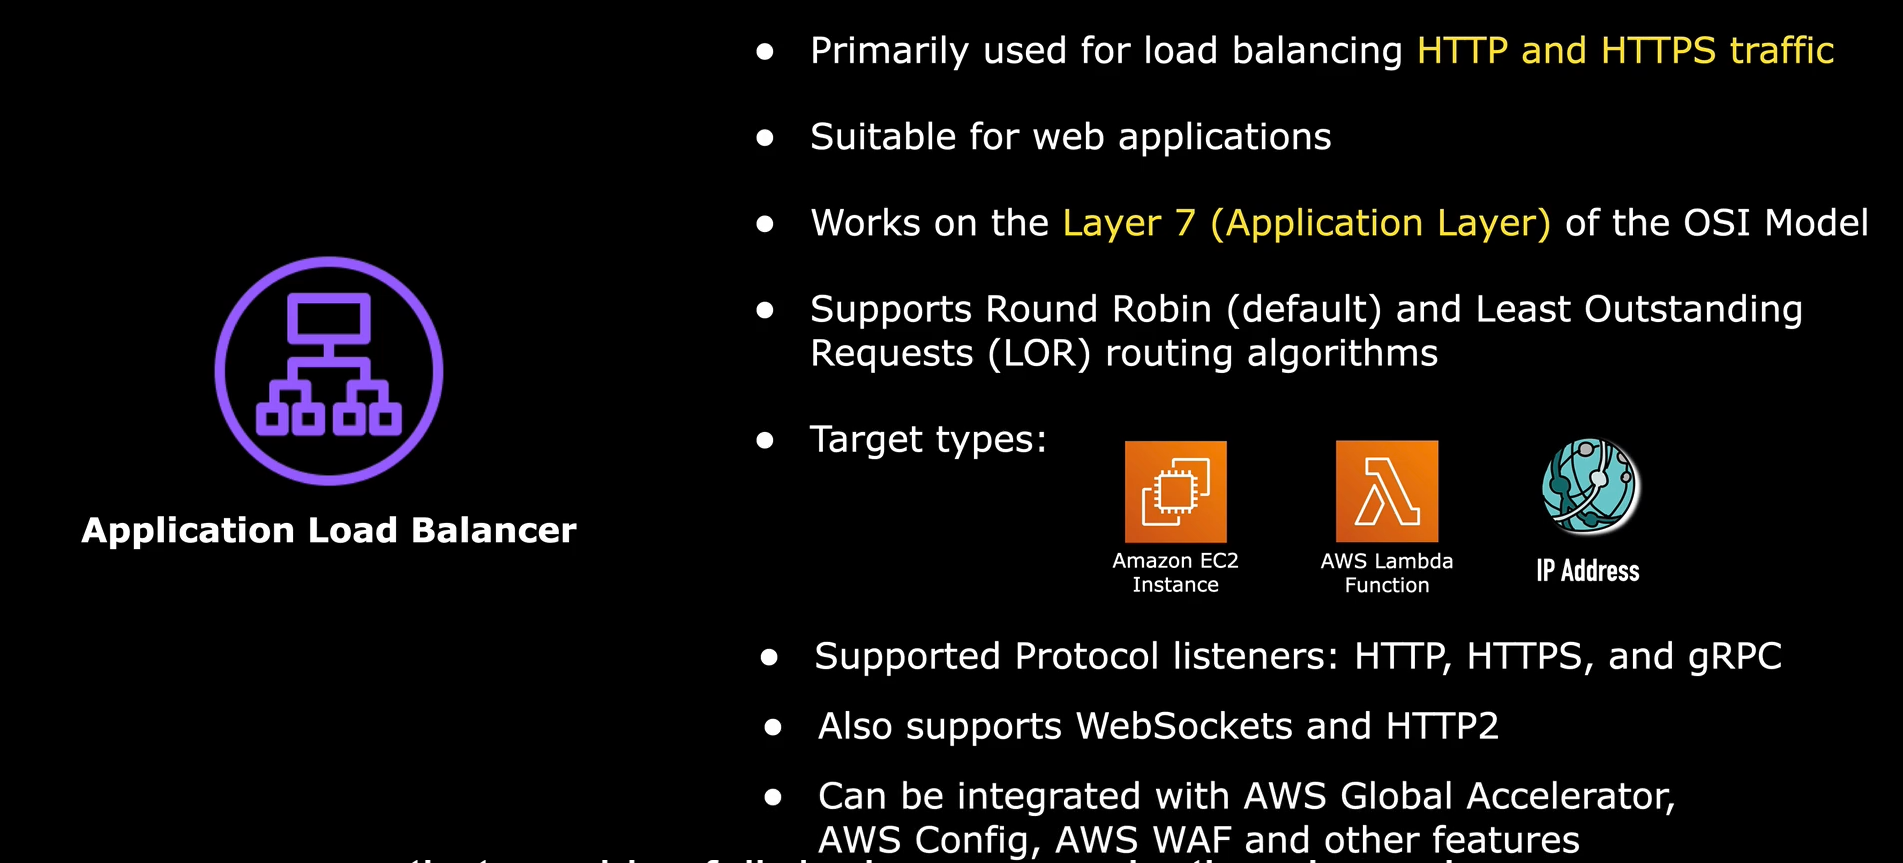 ● Primarily used for load balancing HTTP and HTTPS traffic
● Suitable for web applications
● Works on the Layer 7 (Application Layer) of the OSI Model
● Supports Round Robin (default) and Least Outstanding
Requests (LOR) routing algorithms
● Target types:
Amazon EC2
Instance
AWS Lambda
Function
IP Address
Application Load Balancer
● Supported Protocol listeners: HTTP, HTTPS, and gRPC
● Also supports WebSockets and HTTP2
● Can be integrated with AWS Global Accelerator,
AWS Config, AWS WAF and other features